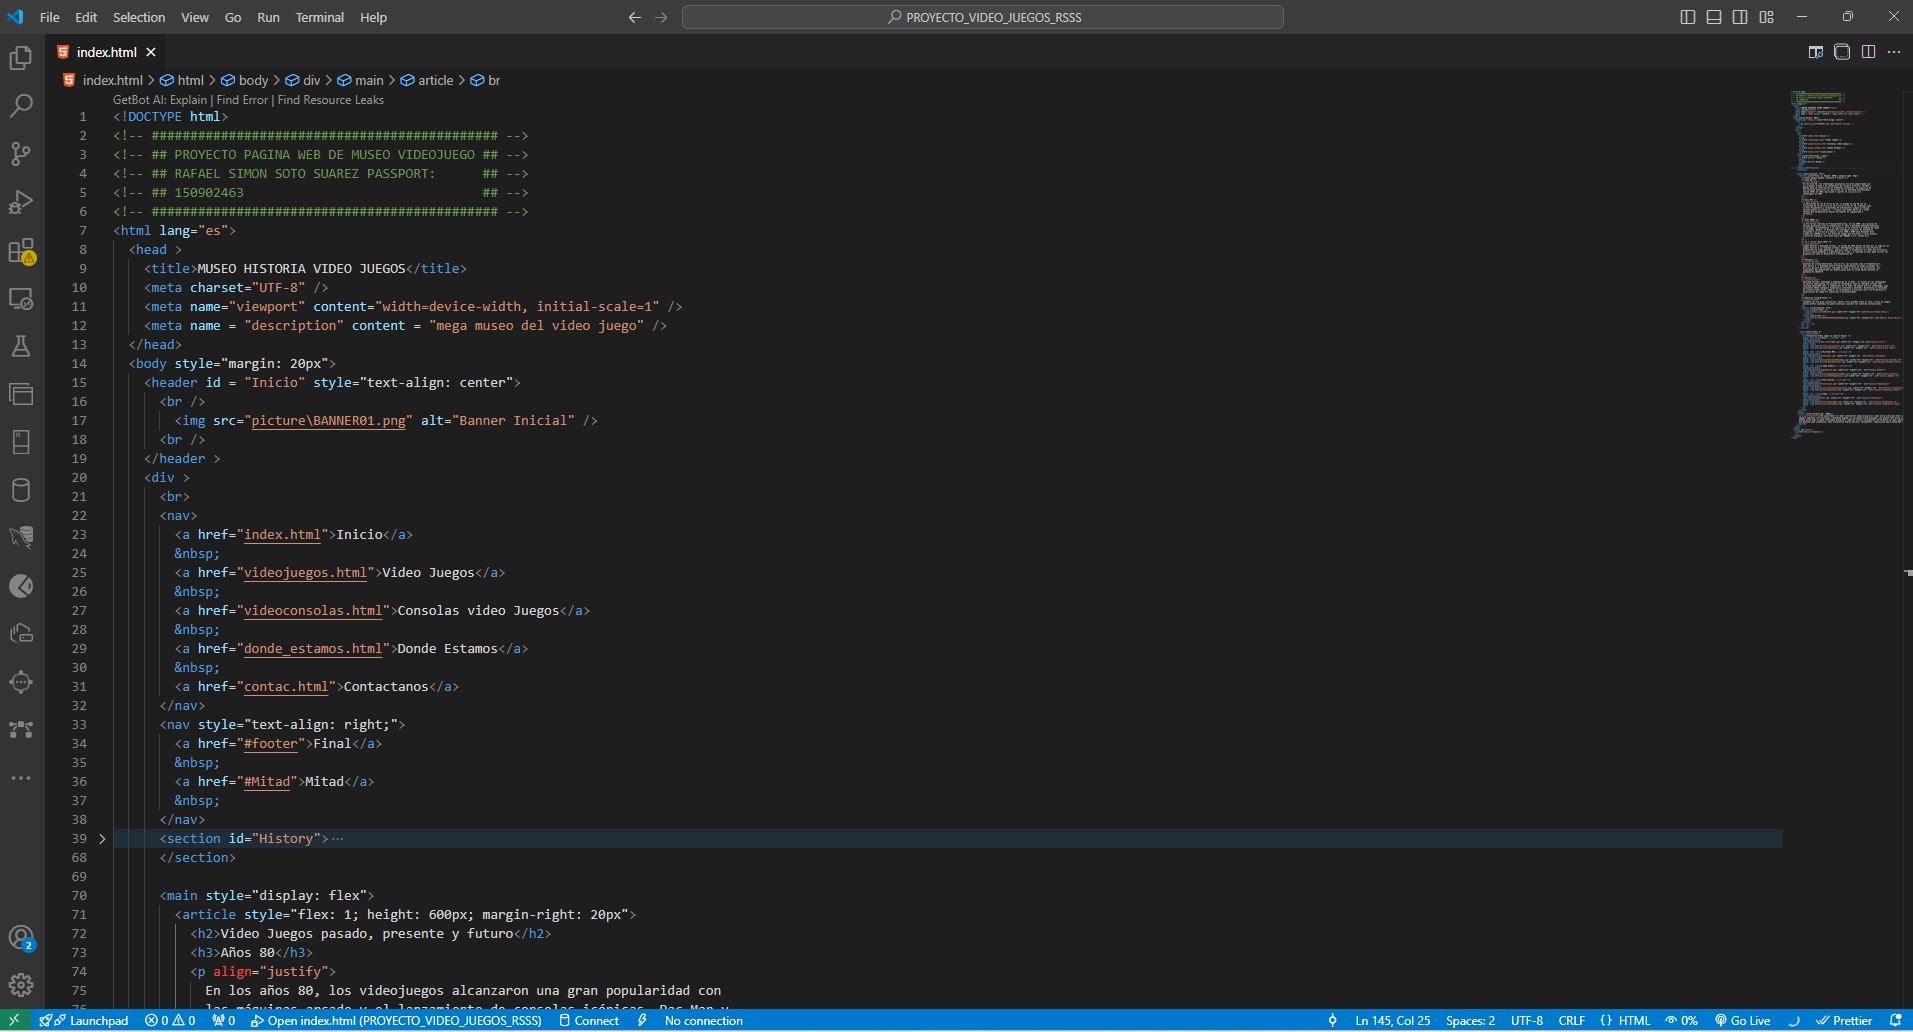 File Edit Selection View Go Run Terminal Help
PROYECTO_VIDEO_JUEGOS_RSSS
index.html
index.html > html > body > div > main > article > br
GetBot AI: Explain | Find Error | Find Resource Leaks
1 <!DOCTYPE html>
2 <!-- ############################################# -->
3 <!-- ## PROYECTO PAGINA WEB DE MUSEO VIDEOJUEGO ## -->
4 <!-- ## RAFAEL SIMON SOTO SUAREZ PASSPORT:      ## -->
5 <!-- ## 150902463                               ## -->
6 <!-- ############################################# -->
7 <html lang="es">
8   <head >
9     <title>MUSEO HISTORIA VIDEO JUEGOS</title>
10     <meta charset="UTF-8" />
11     <meta name="viewport" content="width=device-width, initial-scale=1" />
12     <meta name = "description" content = "mega museo del video juego" />
13   </head>
14   <body style="margin: 20px">
15     <header id = "Inicio" style="text-align: center">
16       <br />
17         <img src="picture\BANNER01.png" alt="Banner Inicial" />
18       <br />
19     </header >
20     <div >
21       <br>
22       <nav>
23         <a href="index.html">Inicio</a>
24         &nbsp;
25         <a href="videojuegos.html">Video Juegos</a>
26         &nbsp;
27         <a href="videoconsolas.html">Consolas video Juegos</a>
28         &nbsp;
29         <a href="donde_estamos.html">Donde Estamos</a>
30         &nbsp;
31         <a href="contac.html">Contactanos</a>
32       </nav>
33       <nav style="text-align: right;">
34         <a href="#footer">Final</a>
35         &nbsp;
36         <a href="#Mitad">Mitad</a>
37         &nbsp;
38       </nav>
39       <section id="History"> ···
68       </section>
69
70       <main style="display: flex">
71         <article style="flex: 1; height: 600px; margin-right: 20px">
72           <h2>Video Juegos pasado, presente y futuro</h2>
73           <h3>Años 80</h3>
74           <p align="justify">
75             En los años 80, los videojuegos alcanzaron una gran popularidad con
2
Launchpad 0 0 0 Open index.html (PROYECTO_VIDEO_JUEGOS_RSSS) Connect No connection Ln 145, Col 25 Spaces: 2 UTF-8 CRLF {} HTML 0% Go Live Prettier